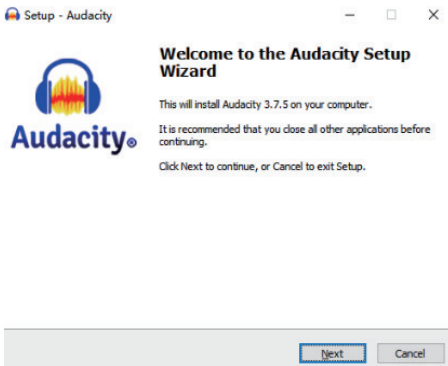 Setup - Audacity
Welcome to the Audacity Setup
Wizard
This will install Audacity 3.7.5 on your computer.
It is recommended that you close all other applications before
continuing.
Click Next to continue, or Cancel to exit Setup.
Audacity®
Next
Cancel